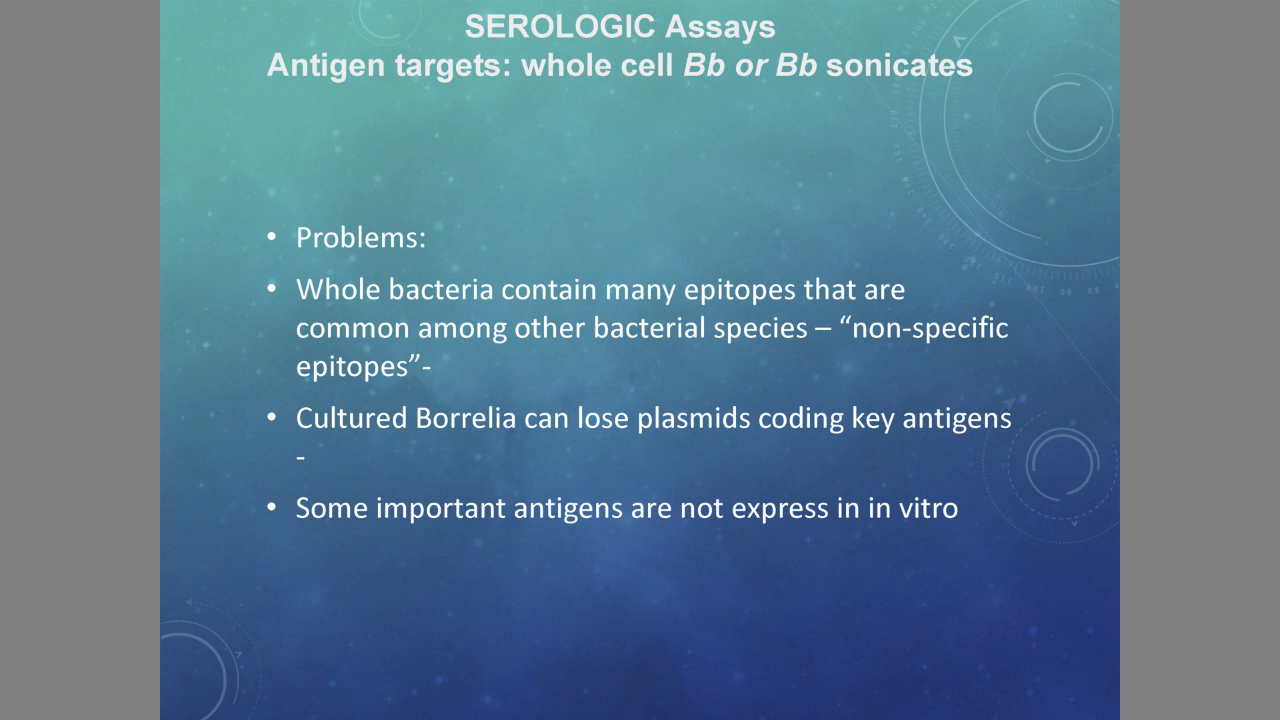 SEROLOGIC Assays
Antigen targets: whole cell Bb or Bb sonicates
• Problems:
• Whole bacteria contain many epitopes that are
common among other bacterial species – “non-specific
epitopes”-
• Cultured Borrelia can lose plasmids coding key antigens
-
• Some important antigens are not express in in vitro